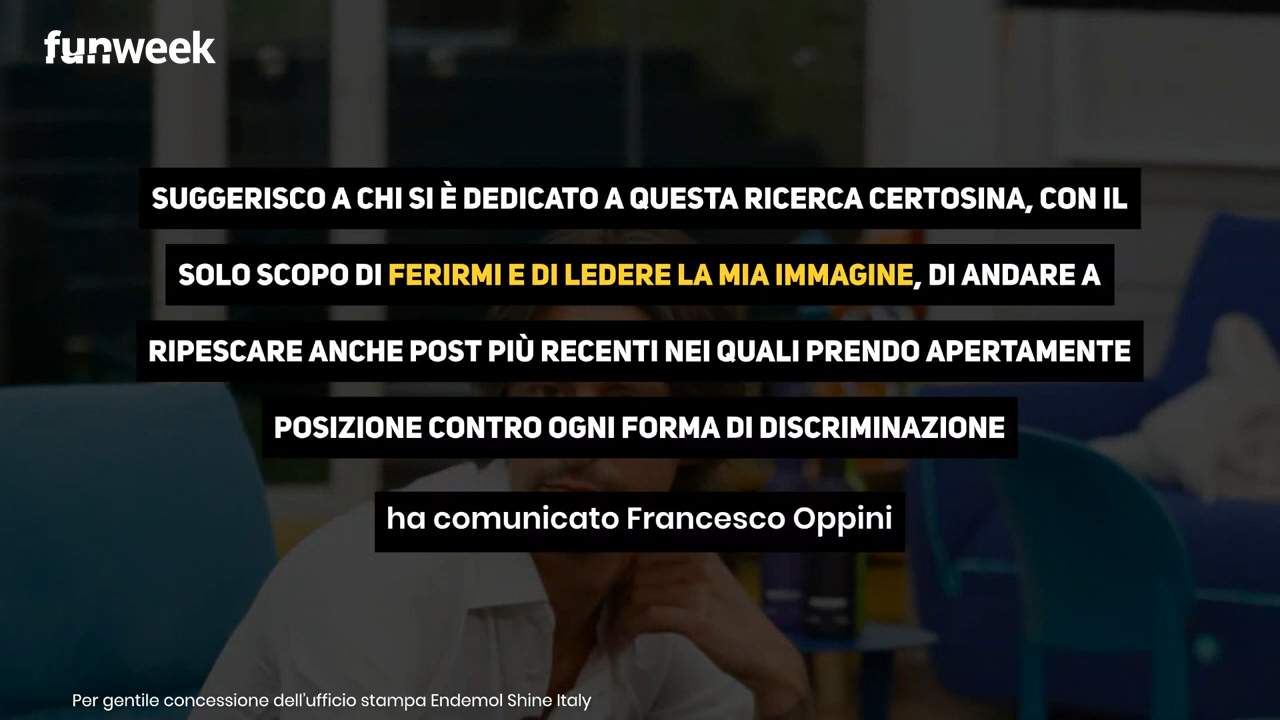 funweek
SUGGERISCO A CHI SI È DEDICATO A QUESTA RICERCA CERTOSINA, CON IL
SOLO SCOPO DI FERIRMI E DI LEDERE LA MIA IMMAGINE, DI ANDARE A
RIPESCARE ANCHE POST PIÙ RECENTI NEI QUALI PRENDO APERTAMENTE
POSIZIONE CONTRO OGNI FORMA DI DISCRIMINAZIONE
ha comunicato Francesco Oppini
Per gentile concessione dell'ufficio stampa Endemol Shine Italy